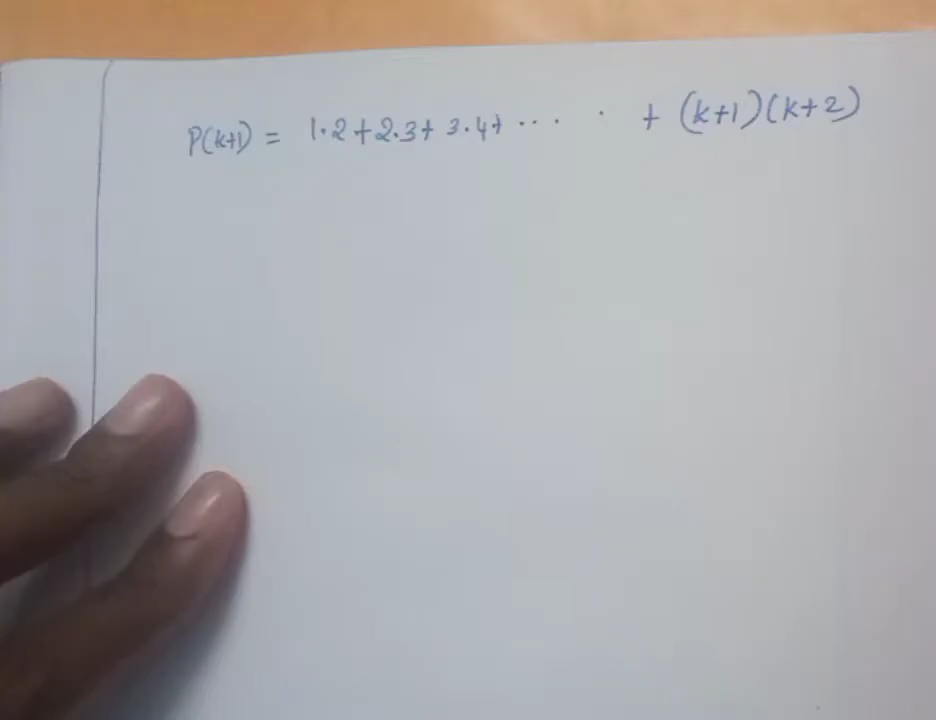 P(k+1) = 1.2+2.3+ 3.4+ ..... + (k+1)(k+2)